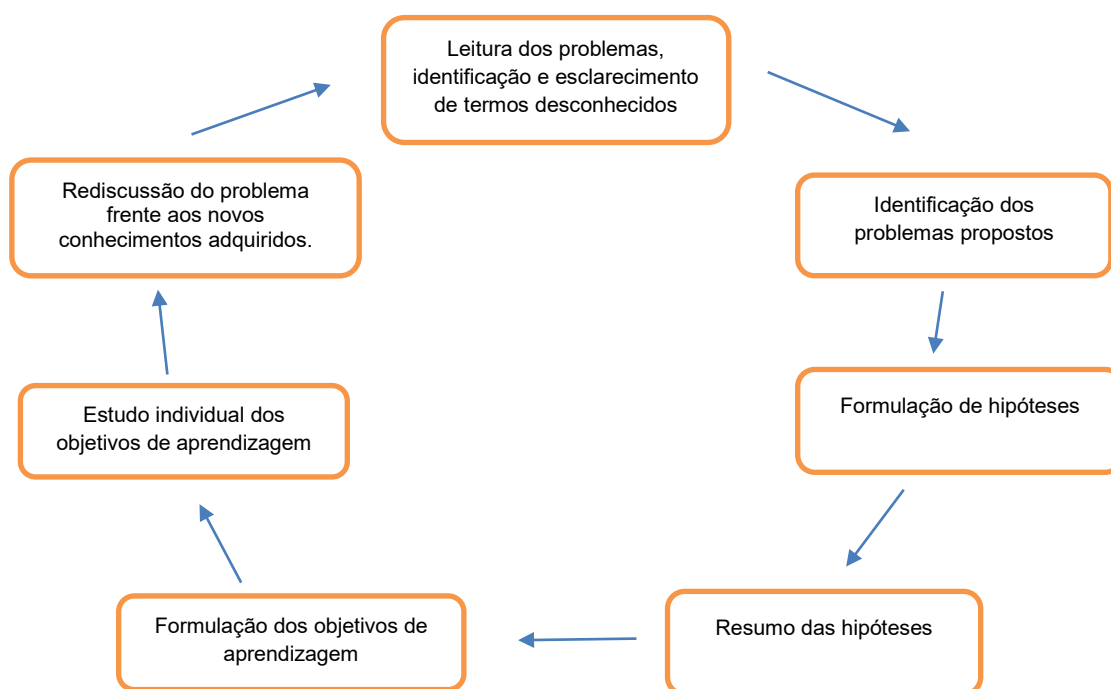 Leitura dos problemas,
identificação e esclarecimento
de termos desconhecidos
Identificação dos
problemas propostos
Formulação de hipóteses
Resumo das hipóteses
Formulação dos objetivos de
aprendizagem
Estudo individual dos
objetivos de aprendizagem
Rediscussão do problema
frente aos novos
conhecimentos adquiridos.